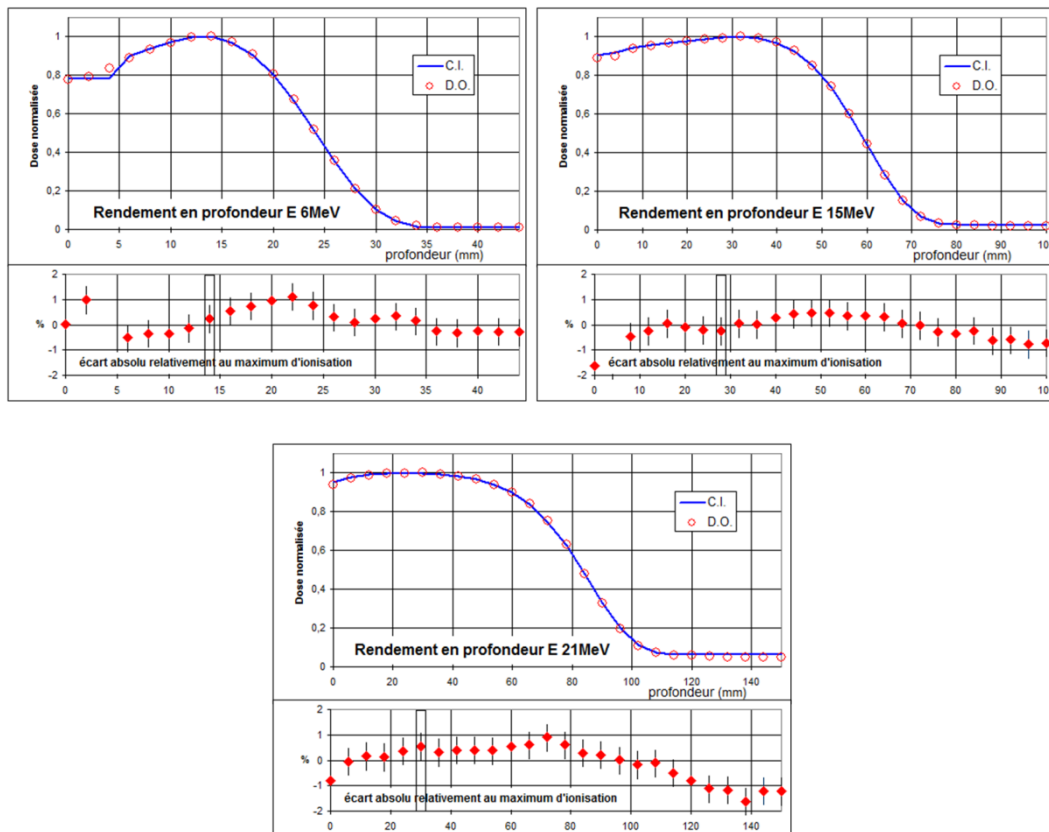 1
0,8
0,6
0,4
0,2
0
Dose normalisée
C.I.
D.O.
Rendement en profondeur E 6MeV
0 5 10 15 20 25 30 35 40
profondeur (mm)
2
1
0
-1
-2
%
écart absolu relativement au maximum d'ionisation
0 5 10 15 20 25 30 35 40
1
0,8
0,6
0,4
0,2
0
Dose normalisée
C.I.
D.O.
Rendement en profondeur E 15MeV
0 10 20 30 40 50 60 70 80 90 100
profondeur (mm)
2
1
0
-1
-2
%
écart absolu relativement au maximum d'ionisation
0 10 20 30 40 50 60 70 80 90 100
1
0,8
0,6
0,4
0,2
0
Dose normalisée
C.I.
D.O.
Rendement en profondeur E 21MeV
0 20 40 60 80 100 120 140
profondeur (mm)
2
1
0
-1
-2
%
écart absolu relativement au maximum d'ionisation
0 20 40 60 80 100 120 140